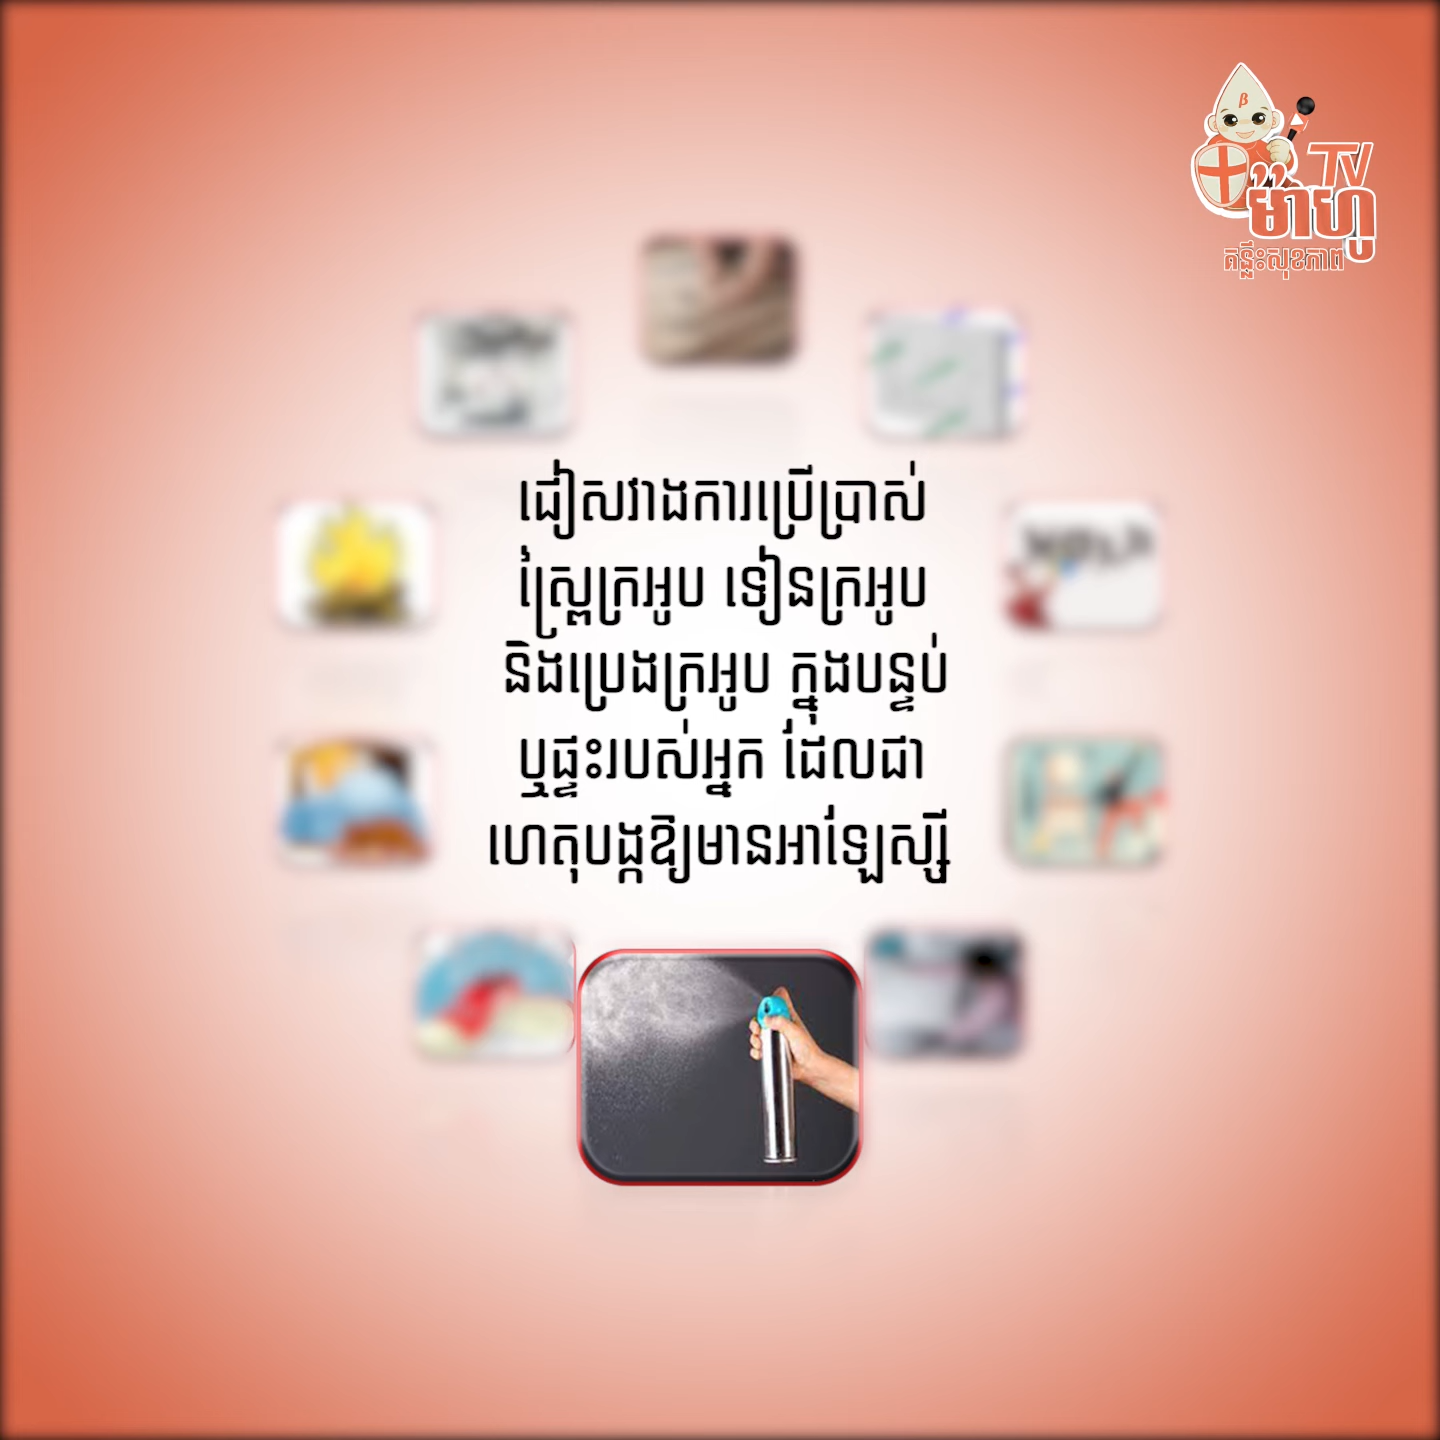 β
TV
ម៉ាហូ
គន្លឹះសុខភាព
ជៀសវាងការប្រើប្រាស់
ស្ព្រៃក្រអូប ទៀនក្រអូប
និងប្រេងក្រអូប ក្នុងបន្ទប់
ឬផ្ទះរបស់អ្នក ដែលជា
ហេតុបង្កឱ្យមានអាឡែស្ស៊ី